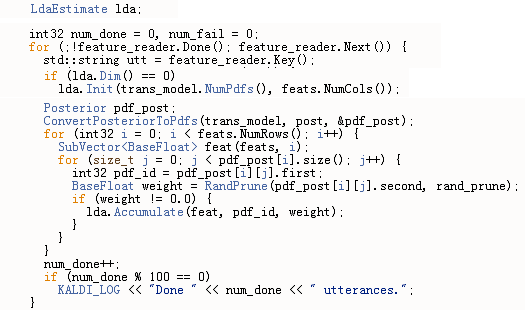 LdaEstimate lda;
int32 num_done = 0, num_fail = 0;
for (;!feature_reader.Done(); feature_reader.Next()) {
std::string utt = feature_reader.Key();
if (lda.Dim() == 0)
lda.Init(trans_model.NumPdfs(), feats.NumCols());
Posterior pdf_post;
ConvertPosteriorToPdfs(trans_model, post, &pdf_post);
for (int32 i = 0; i < feats.NumRows(); i++) {
SubVector<BaseFloat> feat(feats, i);
for (size_t j = 0; j < pdf_post[i].size(); j++) {
int32 pdf_id = pdf_post[i][j].first;
BaseFloat weight = RandPrune(pdf_post[i][j].second, rand_prune);
if (weight != 0.0) {
lda.Accumulate(feat, pdf_id, weight);
}
}
}
num_done++;
if (num_done % 100 == 0)
KALDI_LOG << "Done " << num_done << " utterances.";
}